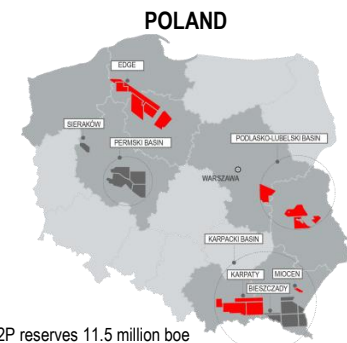 POLAND
EDGE
SIERAKÓW
PERMSKI BASIN
PODLASKO-LUBELSKI BASIN
WARSZAWA
KARPACKI BASIN
KARPATY
MIOCEN
BIESZCZADY
2P reserves 11.5 million boe